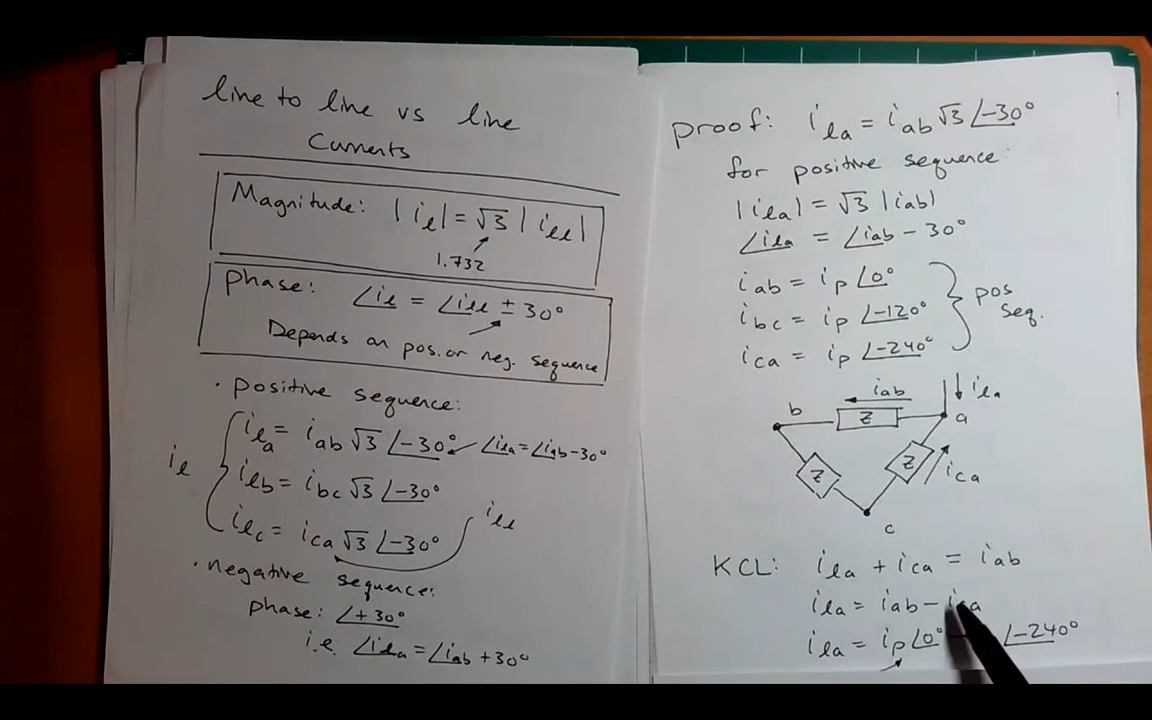 line to line vs line
Currents
Magnitude: |iℓ| = √3 |iℓℓ|
1.732
Phase: ∠iℓ = ∠iℓℓ ± 30°
Depends on pos. or neg. sequence
· positive sequence:
iℓa = iab √3 ∠-30° ∠iℓa = ∠iab - 30°
iℓ
iℓb = ibc √3 ∠-30°
iℓℓ
iℓc = ica √3 ∠-30°
· negative sequence:
phase: ∠+30°
i.e. ∠iℓa = ∠iab + 30°
proof: iℓa = iab √3 ∠-30°
for positive sequence:
|iℓa| = √3 |iab|
∠iℓa = ∠iab - 30°
iab = ip ∠0°
ibc = ip ∠-120°
ica = ip ∠-240°
pos
seq.
iab
iℓa
b
Z
a
Z
Z
ica
c
KCL: iℓa + ica = iab
iℓa = iab - ica
iℓa = ip ∠0° ∠-240°